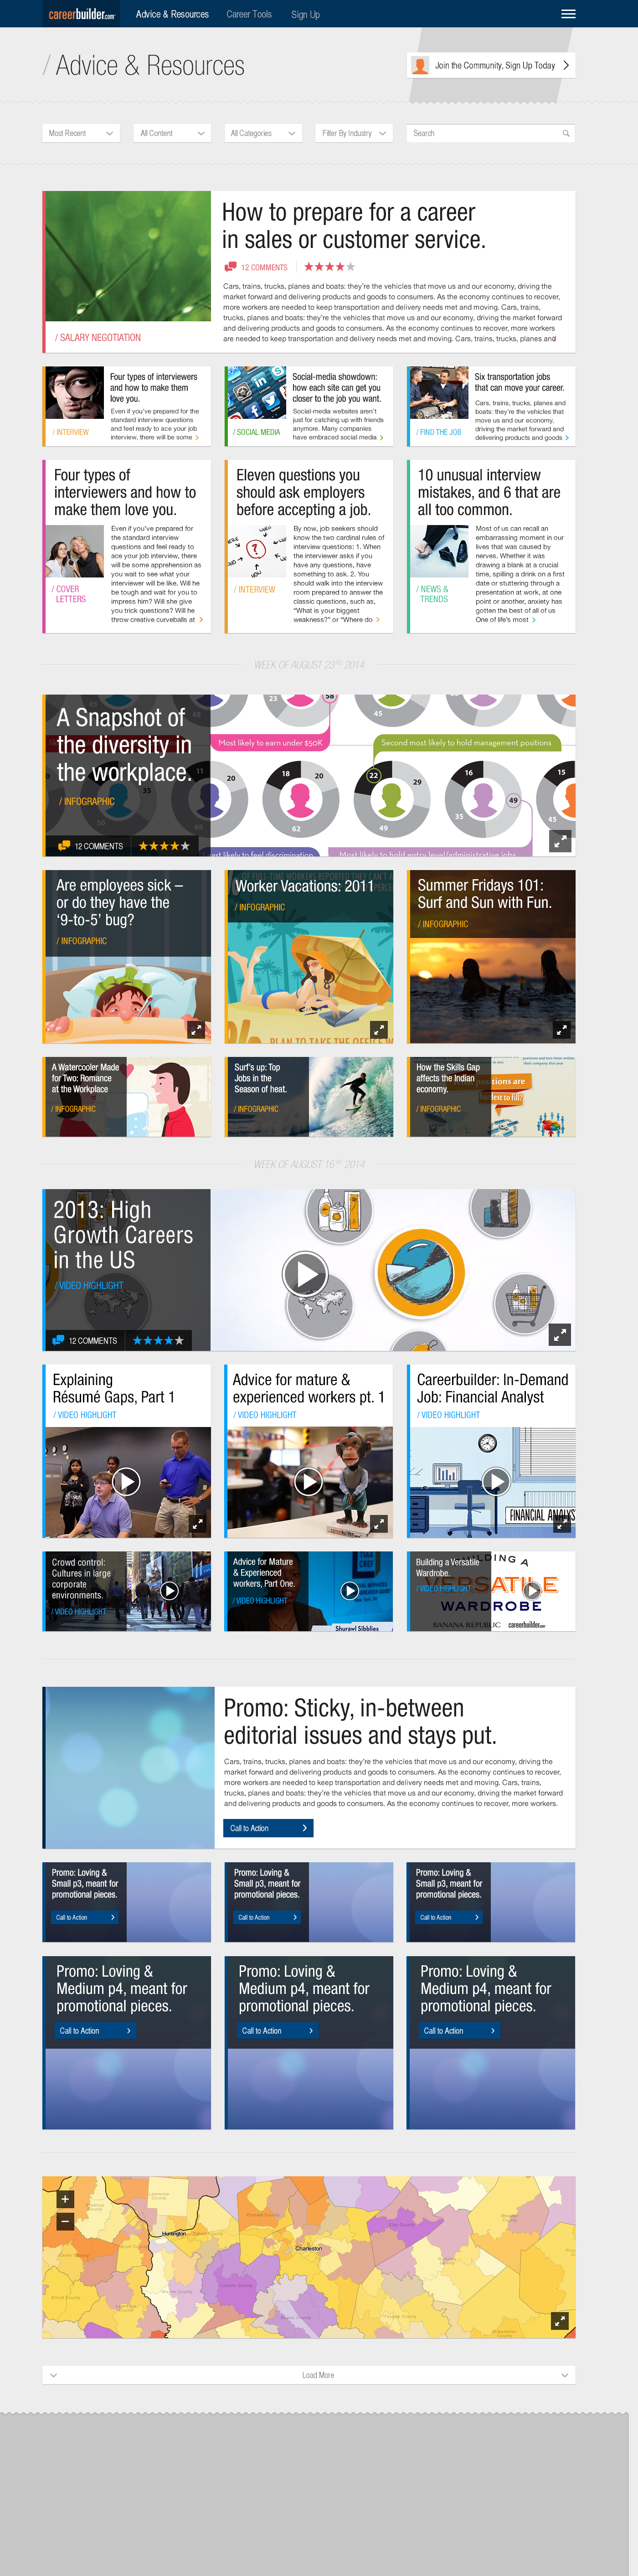 careerbuilder.com
Advice & Resources
Career Tools
Sign Up
/ Advice & Resources
Join the Community, Sign Up Today
Most Recent
All Content
All Categories
Filter By Industry
Search
How to prepare for a career
in sales or customer service.
12 COMMENTS
Cars, trains, trucks, planes and boats: they're the vehicles that move us and our economy, driving the
market forward and delivering products and goods to consumers. As the economy continues to recover,
more workers are needed to keep transportation and delivery needs met and moving. Cars, trains,
trucks, planes and boats: they're the vehicles that move us and our economy, driving the market forward
and delivering products and goods to consumers. As the economy continues to recover, more workers
are needed to keep transportation and delivery needs met and moving. Cars, trains, trucks, planes and
/ SALARY NEGOTIATION
Four types of interviewers
and how to make them
love you.
Even if you've prepared for the
standard interview questions
and feel ready to ace your job
interview, there will be some
/ INTERVIEW
Social-media showdown:
how each site can get you
closer to the job you want.
Social-media websites aren't
just for catching up with friends
anymore. Many companies
have embraced social media
/ SOCIAL MEDIA
Six transportation jobs
that can move your career.
Cars, trains, trucks, planes and
boats: they're the vehicles that
move us and our economy,
driving the market forward and
delivering products and goods
/ FIND THE JOB
Four types of
interviewers and how to
make them love you.
Even if you've prepared for
the standard interview
questions and feel ready to
ace your job interview, there
will be some apprehension as
you wait to see what your
interviewer will be like. Will he
be tough and wait for you to
impress him? Will she give
you trick questions? Will he
throw creative curveballs at
/ COVER
LETTERS
Eleven questions you
should ask employers
before accepting a job.
By now, job seekers should
know the two cardinal rules of
interview questions: 1. When
the interviewer asks if you
have any questions, have
something to ask. 2. You
should walk into the interview
room prepared to answer the
classic questions, such as,
"What is your biggest
weakness?" or "Where do
/ INTERVIEW
10 unusual interview
mistakes, and 6 that are
all too common.
Most of us can recall an
embarrassing moment in our
lives that was caused by
nerves. Whether it was
drawing a blank at a crucial
time, spilling a drink on a first
date or stuttering through a
presentation at work, at one
point or another, anxiety has
gotten the best of all of us
One of life's most
/ NEWS &
TRENDS
WEEK OF AUGUST 23RD 2014
A Snapshot of
the diversity in
the workplace.
/ INFOGRAPHIC
12 COMMENTS
23
58
45
Most likely to earn under $50K
Second most likely to hold management positions
11
20
18
20
62
22
29
49
16
35
49
15
45
Most likely to hold entry level/administrative jobs
Are employees sick –
or do they have the
'9-to-5' bug?
/ INFOGRAPHIC
Worker Vacations: 2011
/ INFOGRAPHIC
PLAN TO TAKE THE OFFICE W
Summer Fridays 101:
Surf and Sun with Fun.
/ INFOGRAPHIC
A Watercooler Made
for Two: Romance
at the Workplace
/ INFOGRAPHIC
Surf's up: Top
Jobs in the
Season of heat.
/ INFOGRAPHIC
How the Skills Gap
affects the Indian
economy.
/ INFOGRAPHIC
WEEK OF AUGUST 16TH 2014
2013: High
Growth Careers
in the US
/ VIDEO HIGHLIGHT
12 COMMENTS
Explaining
Résumé Gaps, Part 1
/ VIDEO HIGHLIGHT
Advice for mature &
experienced workers pt. 1
/ VIDEO HIGHLIGHT
Careerbuilder: In-Demand
Job: Financial Analyst
/ VIDEO HIGHLIGHT
FINANCIAL ANALYS
Crowd control:
Cultures in large
corporate
environments.
/ VIDEO HIGHLIGHT
Advice for Mature
& Experienced
workers, Part One.
/ VIDEO HIGHLIGHT
Shurawl Sibblies
Building a Versatile
Wardrobe.
/ VIDEO HIGHLIGHT
VERSATILE
WARDROBE
BANANA REPUBLIC
careerbuilder.com
Promo: Sticky, in-between
editorial issues and stays put.
Cars, trains, trucks, planes and boats: they're the vehicles that move us and our economy, driving the
market forward and delivering products and goods to consumers. As the economy continues to recover,
more workers are needed to keep transportation and delivery needs met and moving. Cars, trains,
trucks, planes and boats: they're the vehicles that move us and our economy, driving the market forward
and delivering products and goods to consumers. As the economy continues to recover, more workers.
Call to Action
Promo: Loving &
Small p3, meant for
promotional pieces.
Call to Action
Promo: Loving &
Small p3, meant for
promotional pieces.
Call to Action
Promo: Loving &
Small p3, meant for
promotional pieces.
Call to Action
Promo: Loving &
Medium p4, meant for
promotional pieces.
Call to Action
Promo: Loving &
Medium p4, meant for
promotional pieces.
Call to Action
Promo: Loving &
Medium p4, meant for
promotional pieces.
Call to Action
Huntington
Charleston
Load More